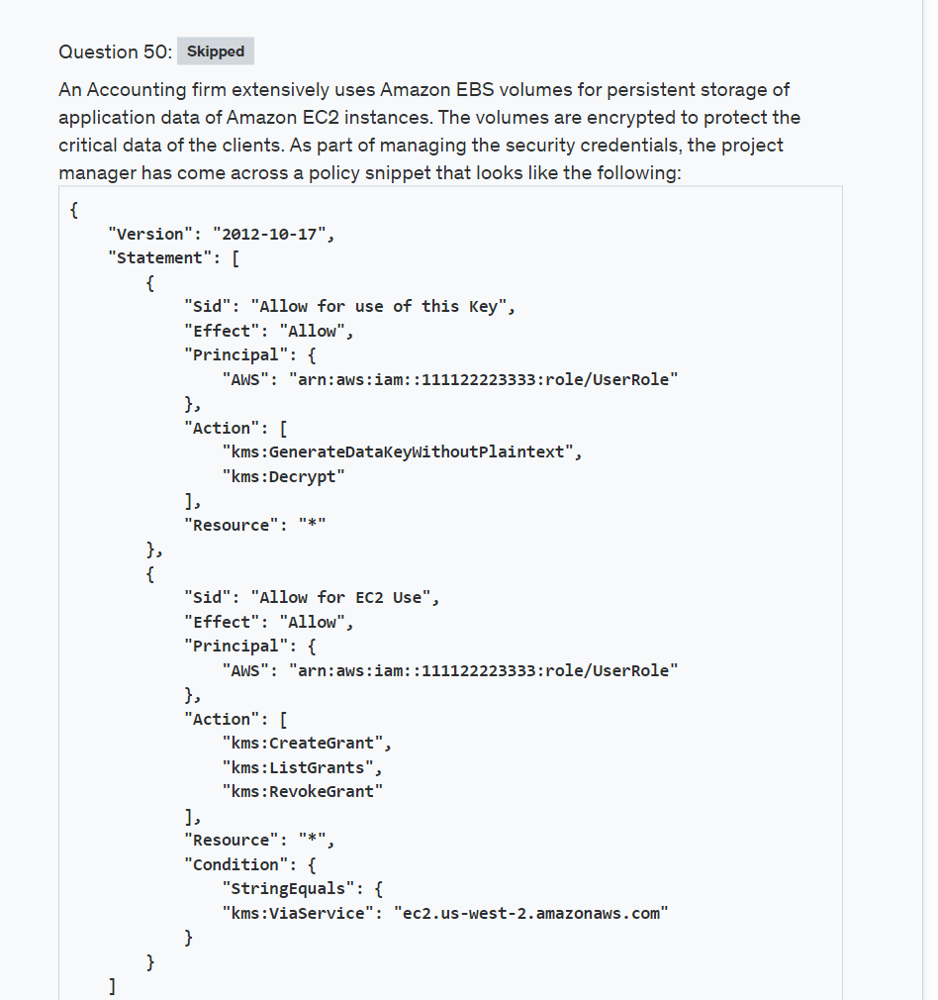 Question 50: Skipped
An Accounting firm extensively uses Amazon EBS volumes for persistent storage of
application data of Amazon EC2 instances. The volumes are encrypted to protect the
critical data of the clients. As part of managing the security credentials, the project
manager has come across a policy snippet that looks like the following:
{
    "Version": "2012-10-17",
    "Statement": [
        {
            "Sid": "Allow for use of this Key",
            "Effect": "Allow",
            "Principal": {
                "AWS": "arn:aws:iam::111122223333:role/UserRole"
            },
            "Action": [
                "kms:GenerateDataKeyWithoutPlaintext",
                "kms:Decrypt"
            ],
            "Resource": "*"
        },
        {
            "Sid": "Allow for EC2 Use",
            "Effect": "Allow",
            "Principal": {
                "AWS": "arn:aws:iam::111122223333:role/UserRole"
            },
            "Action": [
                "kms:CreateGrant",
                "kms:ListGrants",
                "kms:RevokeGrant"
            ],
            "Resource": "*",
            "Condition": {
                "StringEquals": {
                "kms:ViaService": "ec2.us-west-2.amazonaws.com"
            }
        }
    ]